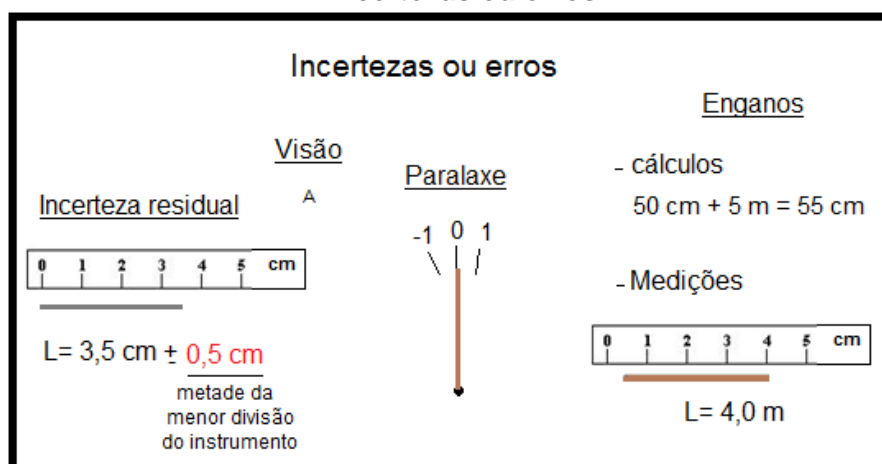 Incertezas ou erros
Visão
A
Incerteza residual
0 1 2 3 4 5 cm
L= 3,5 cm ± 0,5 cm
metade da
menor divisão
do instrumento
Paralaxe
-1 0 1
Enganos
- cálculos
50 cm + 5 m = 55 cm
- Medições
0 1 2 3 4 5 cm
L= 4,0 m